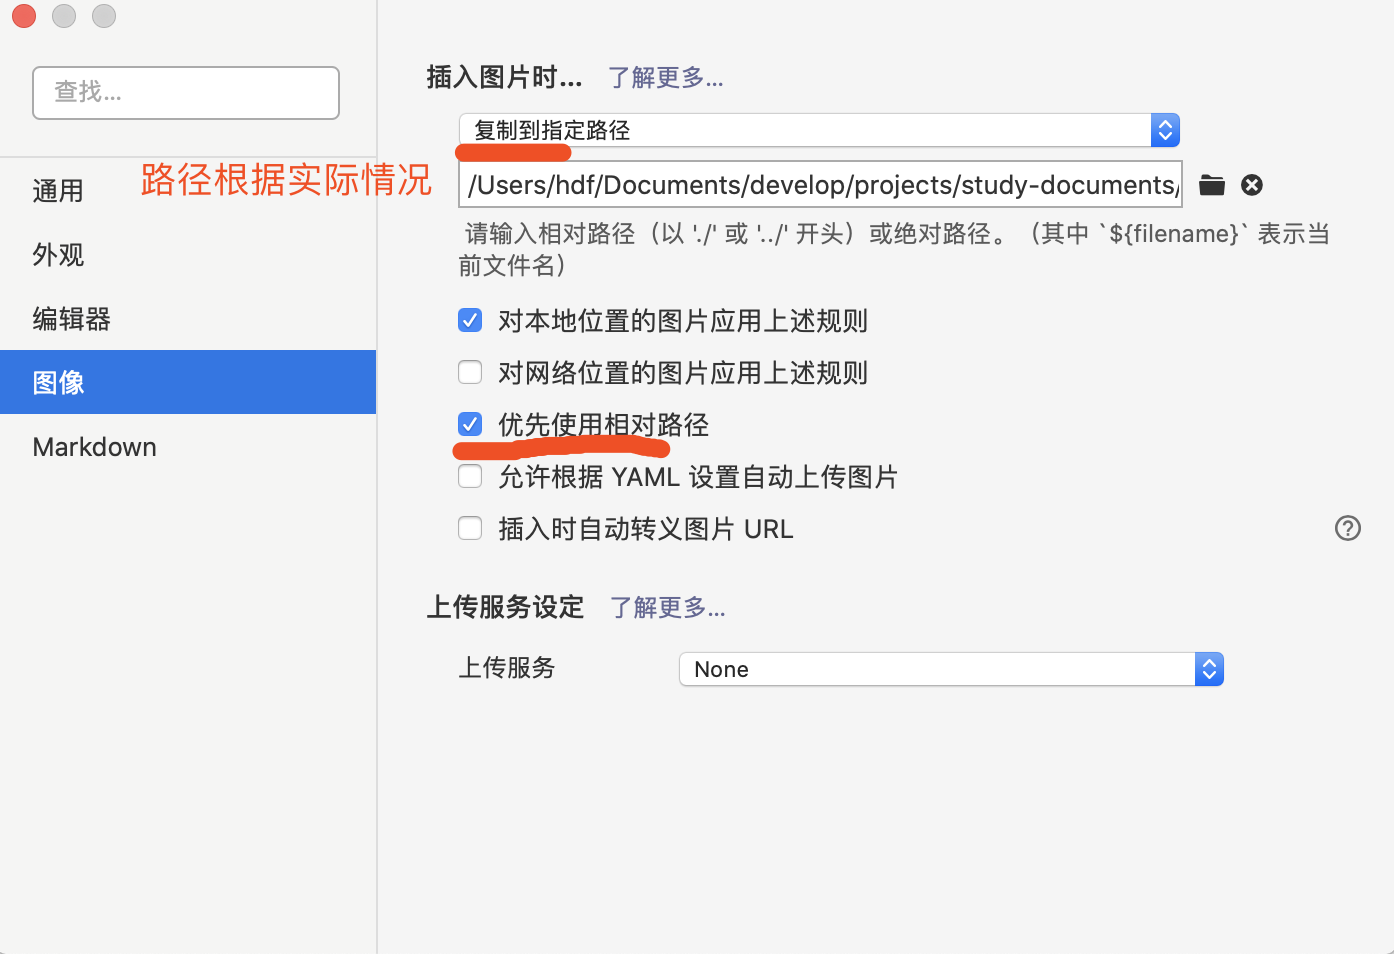 查找...
通用
路径根据实际情况
外观
编辑器
图像
Markdown
插入图片时... 了解更多...
复制到指定路径
/Users/hdf/Documents/develop/projects/study-documents/
请输入相对路径（以 './' 或 '../' 开头）或绝对路径。（其中 `${filename}` 表示当
前文件名）
对本地位置的图片应用上述规则
对网络位置的图片应用上述规则
优先使用相对路径
允许根据 YAML 设置自动上传图片
插入时自动转义图片 URL
上传服务设定 了解更多...
上传服务 None